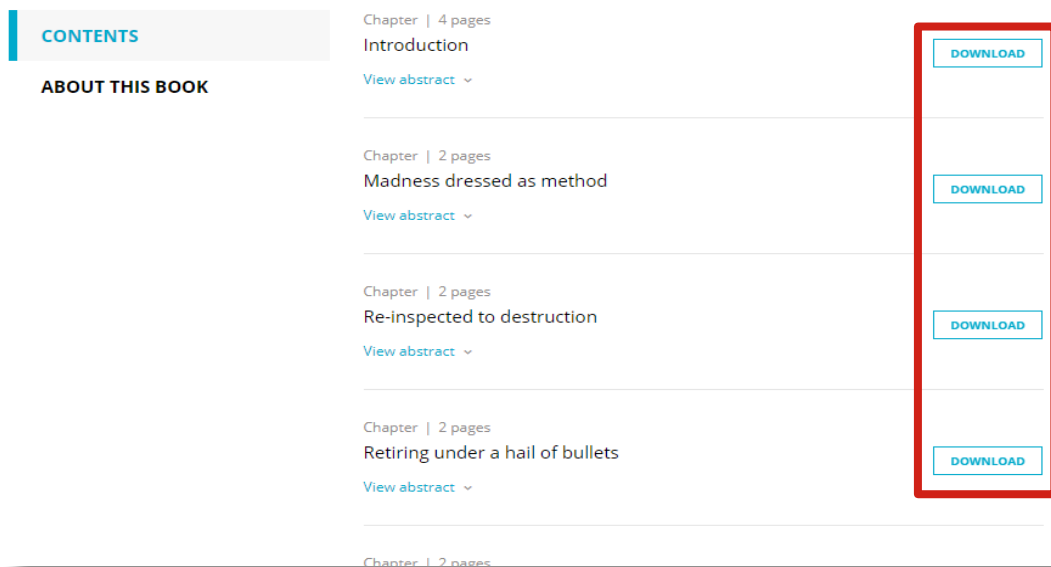 CONTENTS
ABOUT THIS BOOK
Chapter | 4 pages
Introduction
View abstract
DOWNLOAD
Chapter | 2 pages
Madness dressed as method
View abstract
DOWNLOAD
Chapter | 2 pages
Re-inspected to destruction
View abstract
DOWNLOAD
Chapter | 2 pages
Retiring under a hail of bullets
View abstract
DOWNLOAD
Chapter | 2 pages